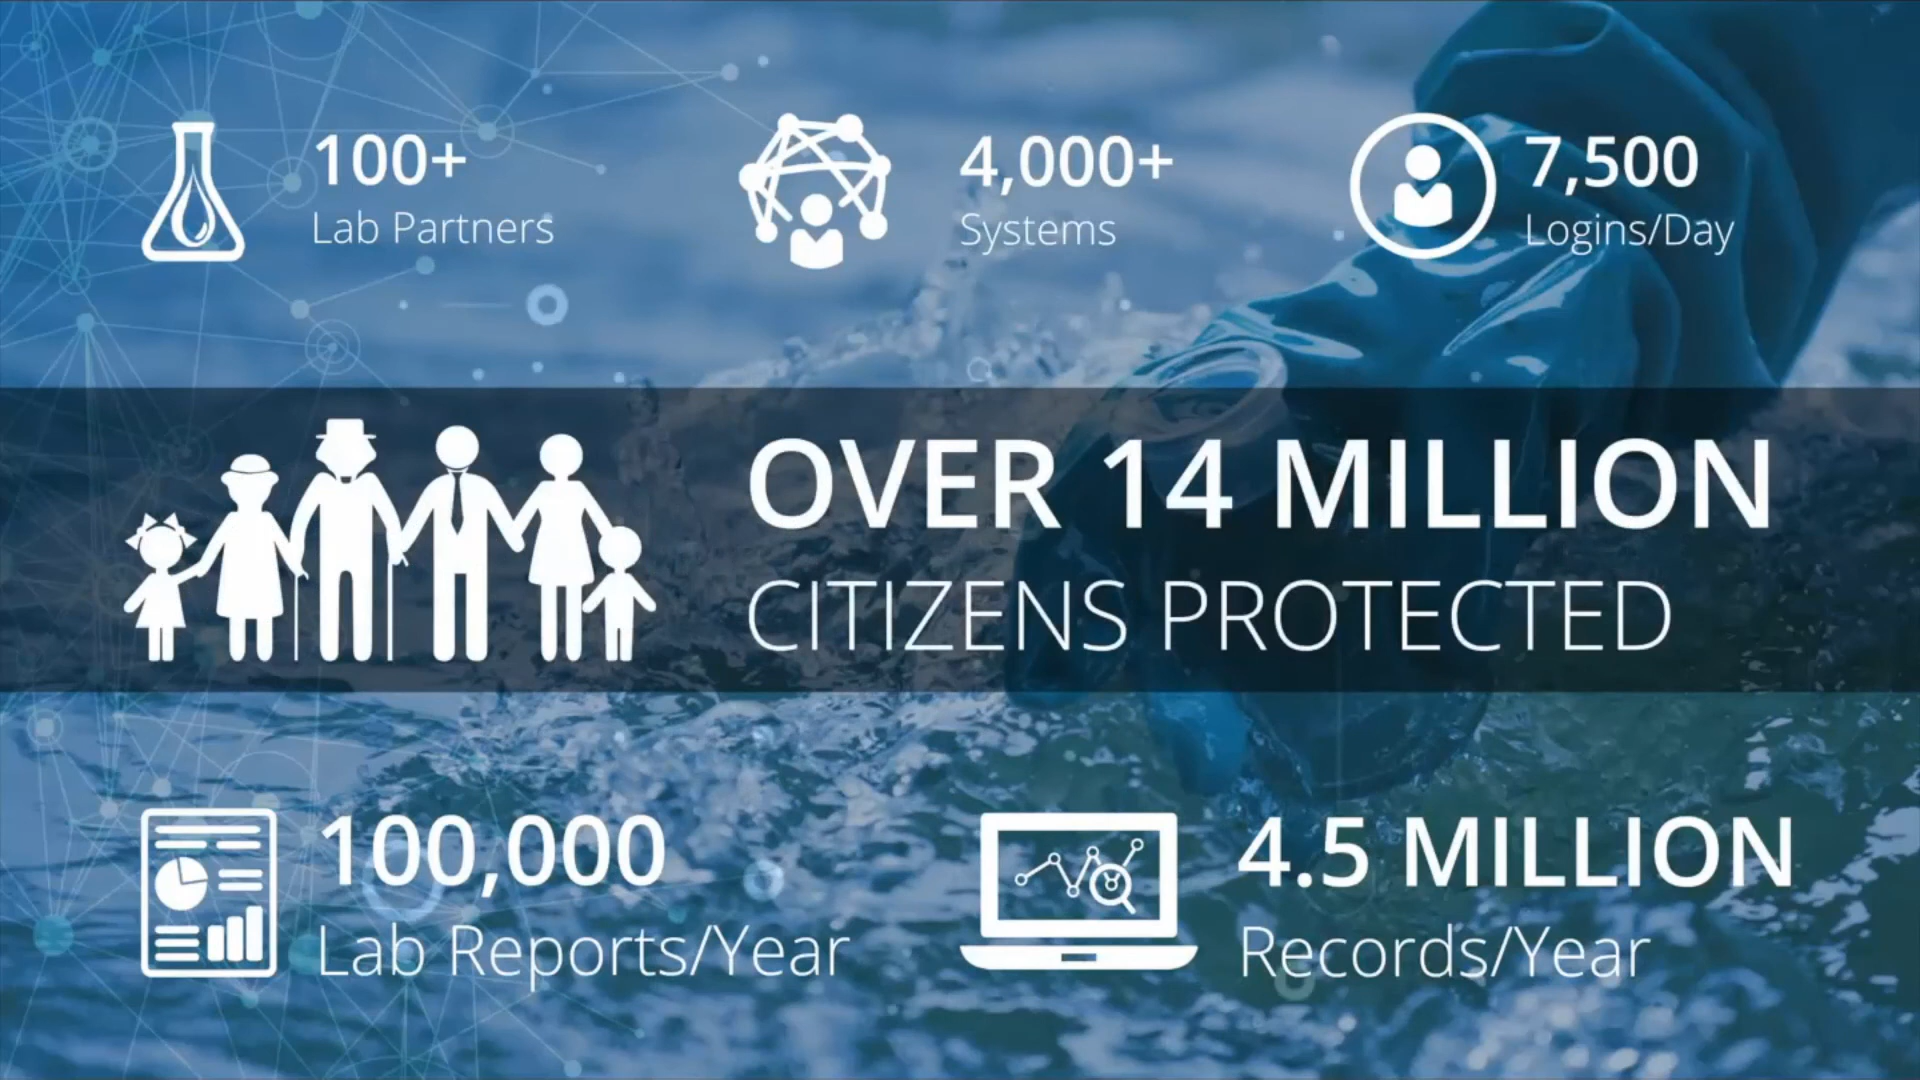 100+
Lab Partners
4,000+
Systems
7,500
Logins/Day
OVER 14 MILLION
CITIZENS PROTECTED
100,000
Lab Reports/Year
4.5 MILLION
Records/Year